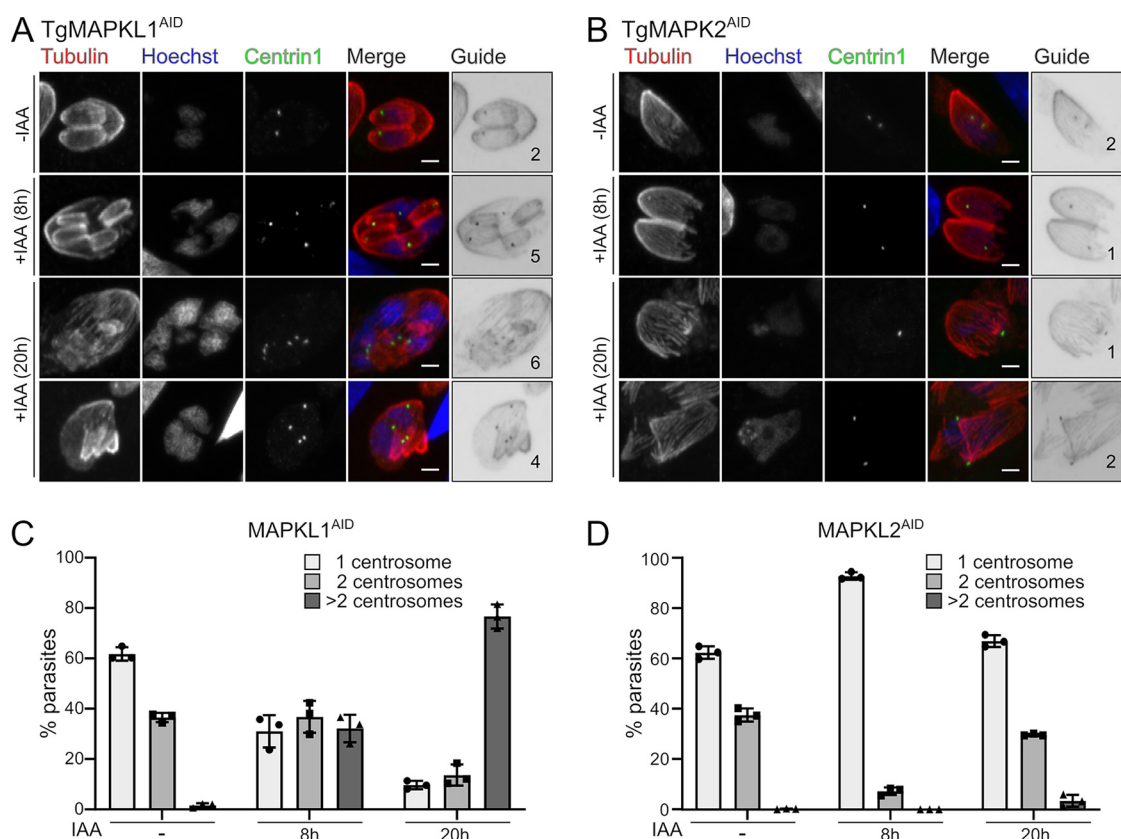 A TgMAPKL1^AID
Tubulin Hoechst Centrin1 Merge Guide
-IAA
2
+IAA (8h)
5
+IAA (20h)
6
4
B TgMAPK2^AID
Tubulin Hoechst Centrin1 Merge Guide
-IAA
2
+IAA (8h)
1
+IAA (20h)
1
2
C MAPKL1^AID
1 centrosome
2 centrosomes
>2 centrosomes
% parasites
100
80
60
40
20
0
IAA - 8h 20h
D MAPKL2^AID
1 centrosome
2 centrosomes
>2 centrosomes
% parasites
100
80
60
40
20
0
IAA - 8h 20h